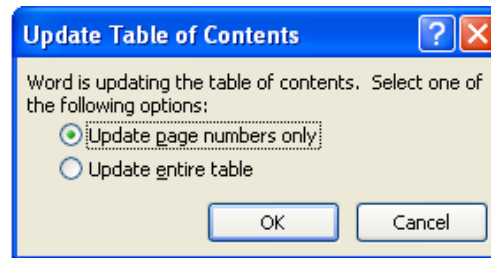 Update Table of Contents
Word is updating the table of contents. Select one of
the following options:
Update page numbers only
Update entire table
OK Cancel